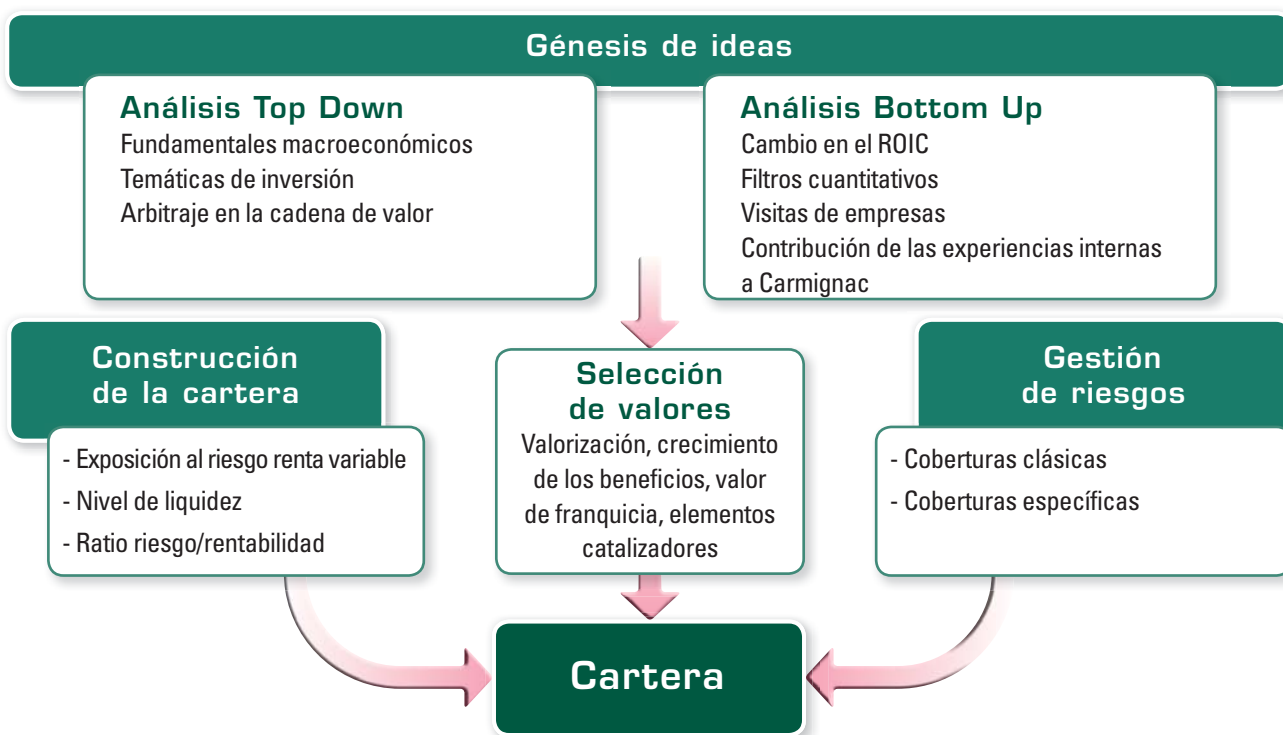 Génesis de ideas
Análisis Top Down
Fundamentales macroeconómicos
Temáticas de inversión
Arbitraje en la cadena de valor
Análisis Bottom Up
Cambio en el ROIC
Filtros cuantitativos
Visitas de empresas
Contribución de las experiencias internas
a Carmignac
Construcción
de la cartera
- Exposición al riesgo renta variable
- Nivel de liquidez
- Ratio riesgo/rentabilidad
Selección
de valores
Valorización, crecimiento
de los beneficios, valor
de franquicia, elementos
catalizadores
Gestión
de riesgos
- Coberturas clásicas
- Coberturas específicas
Cartera